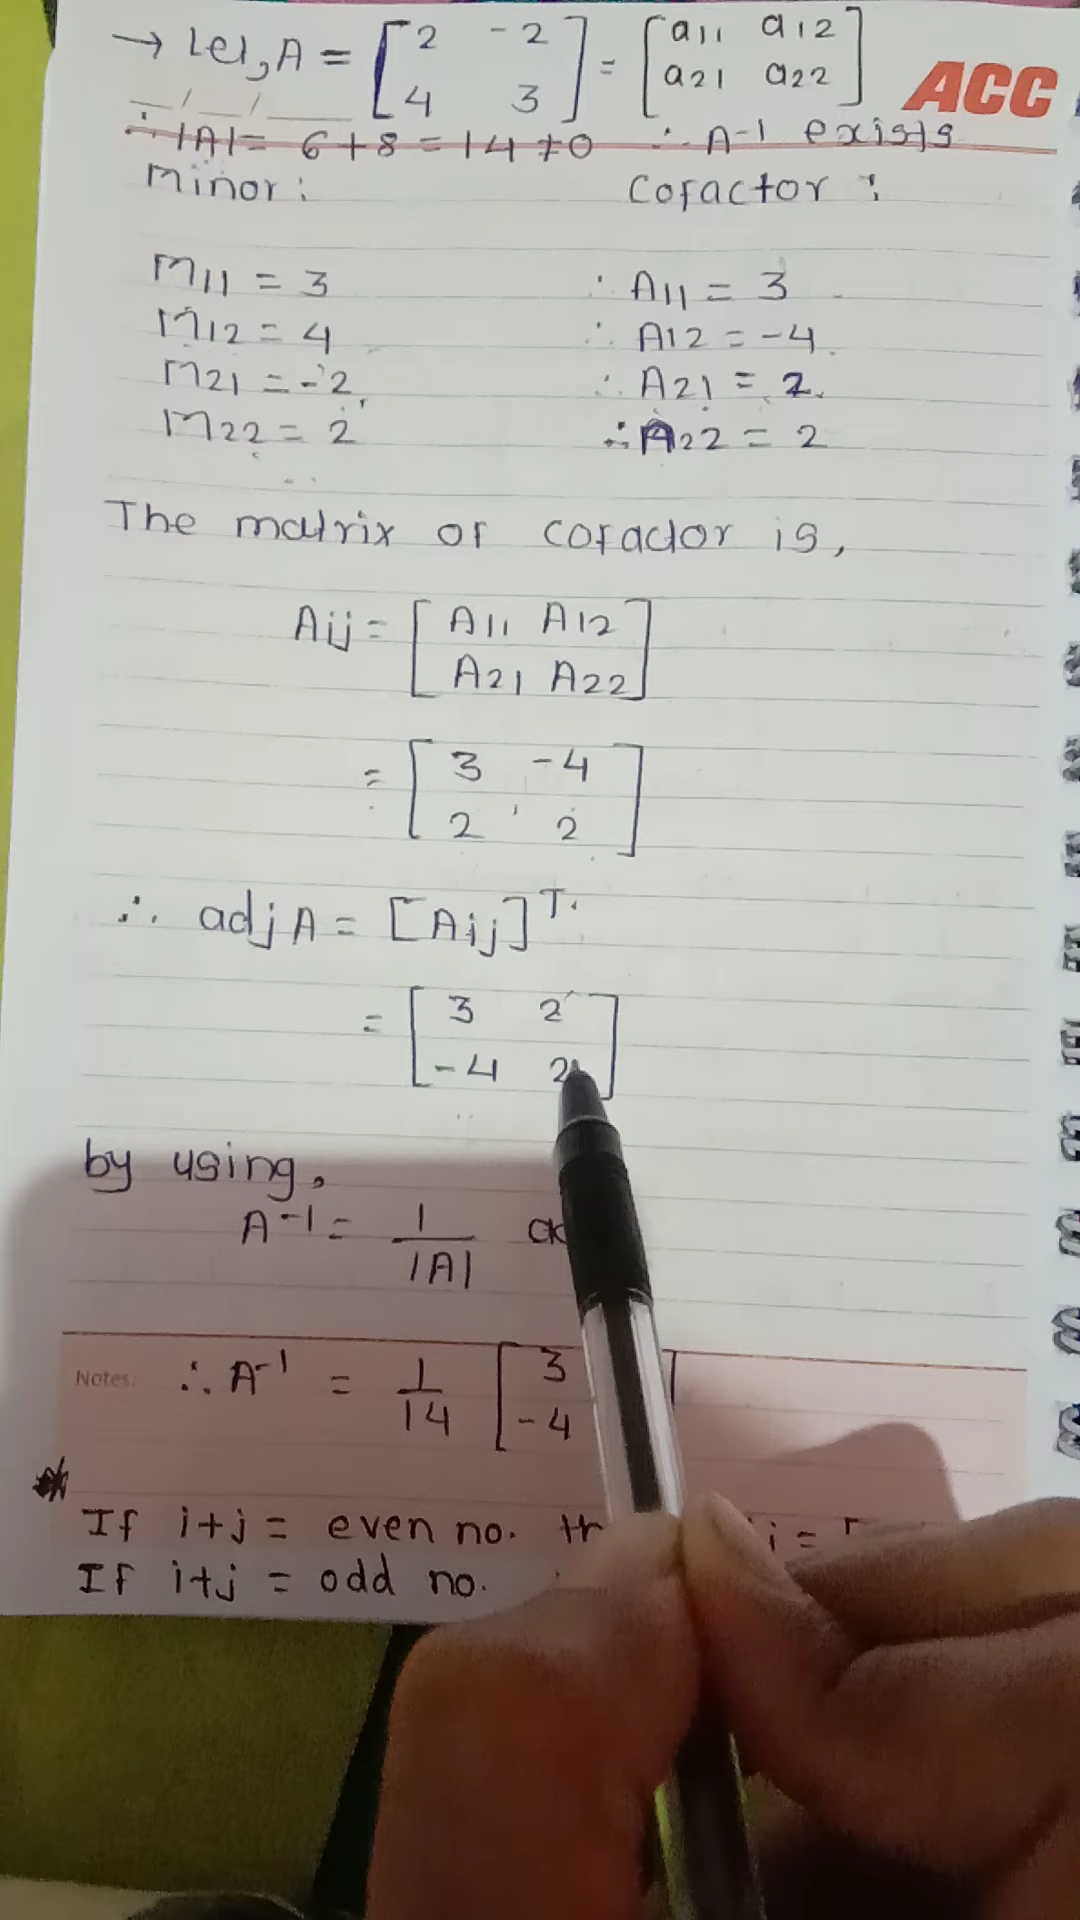 → Let, A = [2 -2 4 3] = [a11 a12 a21 a22]
ACC
∴ |A| = 6+8 = 14 ≠ 0 ∴ A-1 exists
Minor: Cofactor :
M11 = 3 ∴ A11 = 3
M12 = 4 ∴ A12 = -4
M21 = -2 ∴ A21 = 2
M22 = 2 ∴ A22 = 2
The matrix of cofactor is,
Aij = [A11 A12
A21 A22]
= [3 -4
2 2]
∴ adj A = [Aij]T
= [3 2
-4 2]
by using,
A-1 = 1/|A|
Notes: ∴ A-1 = 1/14 [3
-4
If i+j = even no.
If i+j = odd no.